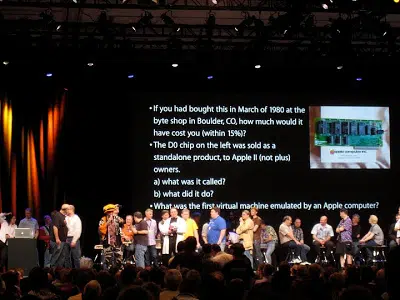 • If you had bought this in March of 1980 at the
byte shop in Boulder, CO, how much would it
have cost you (within 15%)?
• The D0 chip on the left was sold as a
standalone product, to Apple II (not plus)
owners.
a) what was it called?
b) what did it do?
• What was the first virtual machine emulated by an Apple computer?